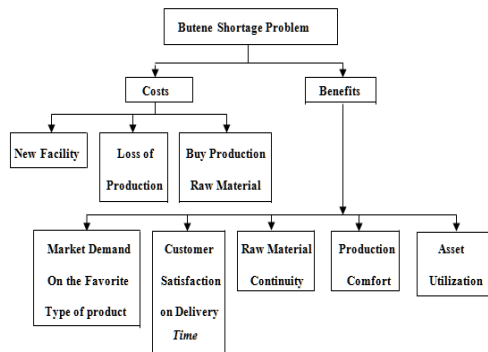 Butene Shortage Problem
Costs
Benefits
New Facility
Loss of
Production
Buy Production
Raw Material
Market Demand
On the Favorite
Type of product
Customer
Satisfaction
on Delivery
Time
Raw Material
Continuity
Production
Comfort
Asset
Utilization